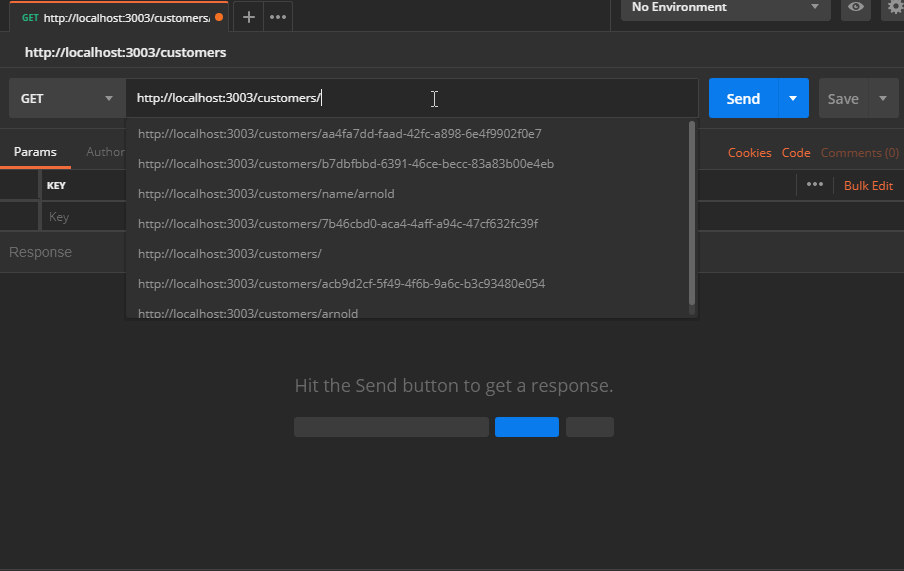 GET http://localhost:3003/customers/
No Environment
http://localhost:3003/customers
GET
http://localhost:3003/customers/
Send
Save
http://localhost:3003/customers/aa4fa7dd-faad-42fc-a898-6e4f9902f0e7
http://localhost:3003/customers/b7dbfbbd-6391-46ce-becc-83a83b00e4eb
http://localhost:3003/customers/name/arnold
http://localhost:3003/customers/7b46cbd0-aca4-4aff-a94c-47cf632fc39f
http://localhost:3003/customers/
http://localhost:3003/customers/acb9d2cf-5f49-4f6b-9a6c-b3c93480e054
http://localhost:3003/customers/arnold
Params
Author
Cookies
Code
Comments (0)
KEY
Bulk Edit
Key
Response
Hit the Send button to get a response.